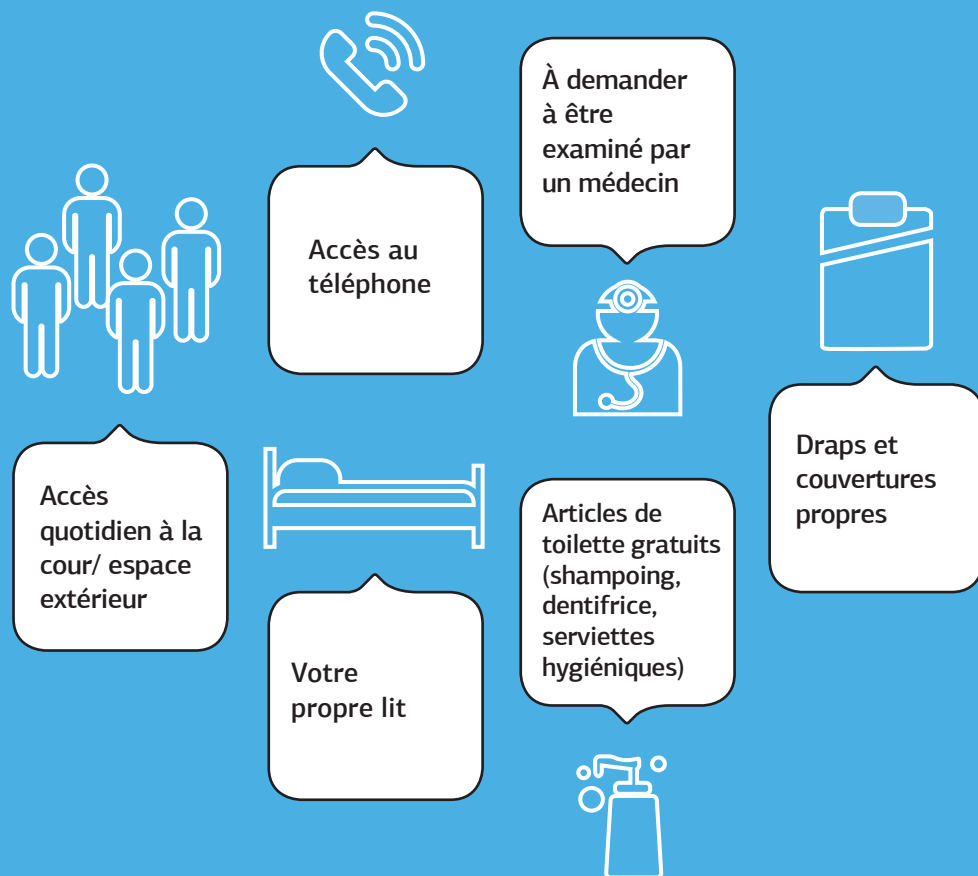 À demander
à être
examiné par
un médecin
Accès au
téléphone
Accès
quotidien à la
cour/ espace
extérieur
Draps et
couvertures
propres
Articles de
toilette gratuits
(shampoing,
dentifrice,
serviettes
hygiéniques)
Votre
propre lit